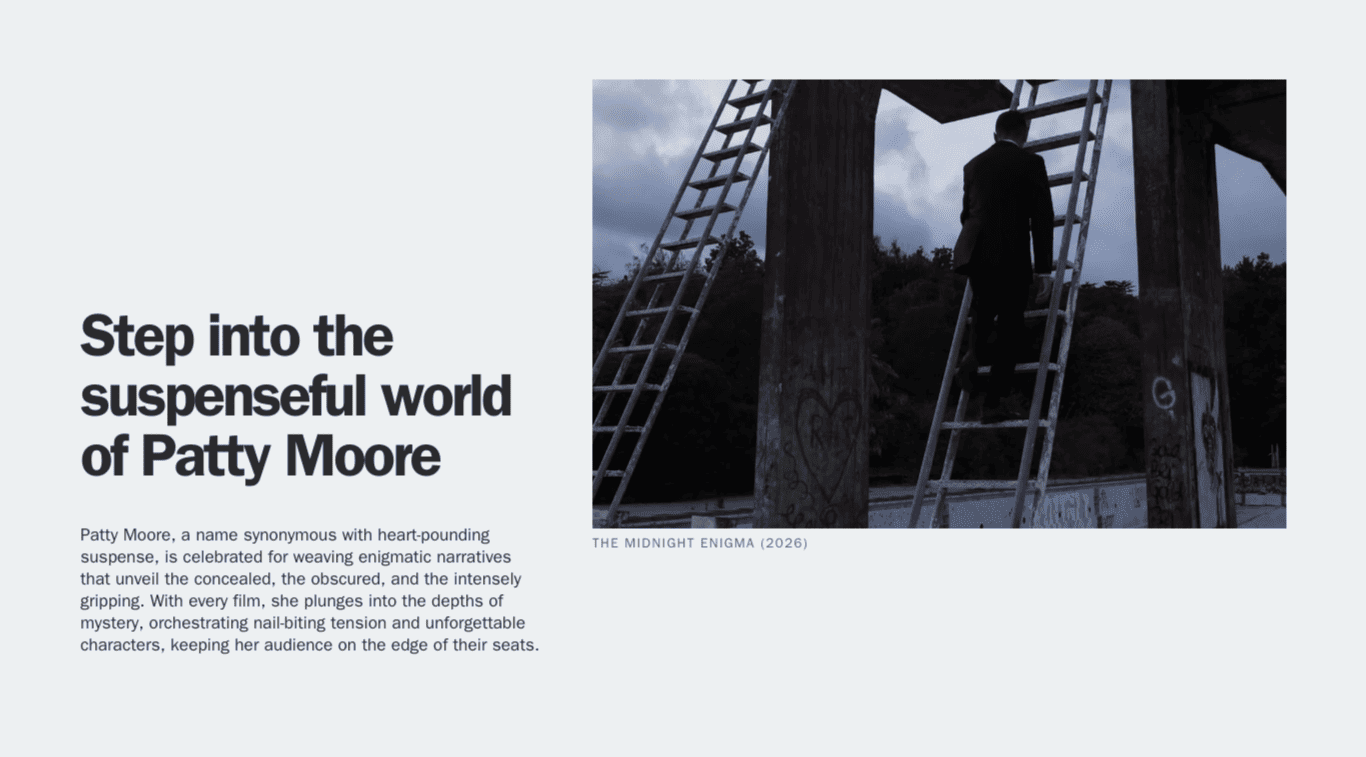 Step into the
suspenseful world
of Patty Moore
Patty Moore, a name synonymous with heart-pounding
suspense, is celebrated for weaving enigmatic narratives
that unveil the concealed, the obscured, and the intensely
gripping. With every film, she plunges into the depths of
mystery, orchestrating nail-biting tension and unforgettable
characters, keeping her audience on the edge of their seats.
G
THE MIDNIGHT ENIGMA (2026)